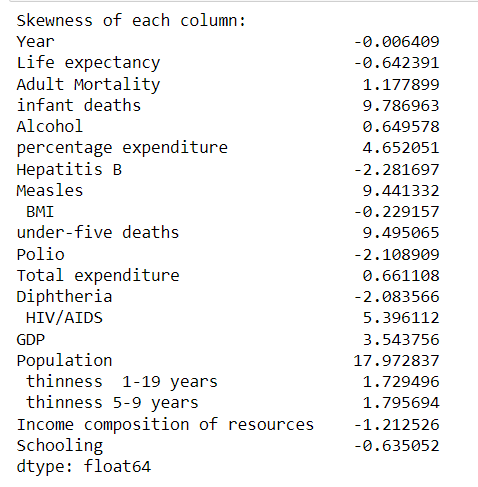 Skewness of each column:
Year                              -0.006409
Life expectancy                   -0.642391
Adult Mortality                    1.177899
infant deaths                      9.786963
Alcohol                            0.649578
percentage expenditure             4.652051
Hepatitis B                       -2.281697
Measles                            9.441332
 BMI                              -0.229157
under-five deaths                  9.495065
Polio                             -2.108909
Total expenditure                  0.661108
Diphtheria                        -2.083566
 HIV/AIDS                          5.396112
GDP                                3.543756
Population                        17.972837
 thinness  1-19 years              1.729496
 thinness 5-9 years                1.795694
Income composition of resources   -1.212526
Schooling                         -0.635052
dtype: float64